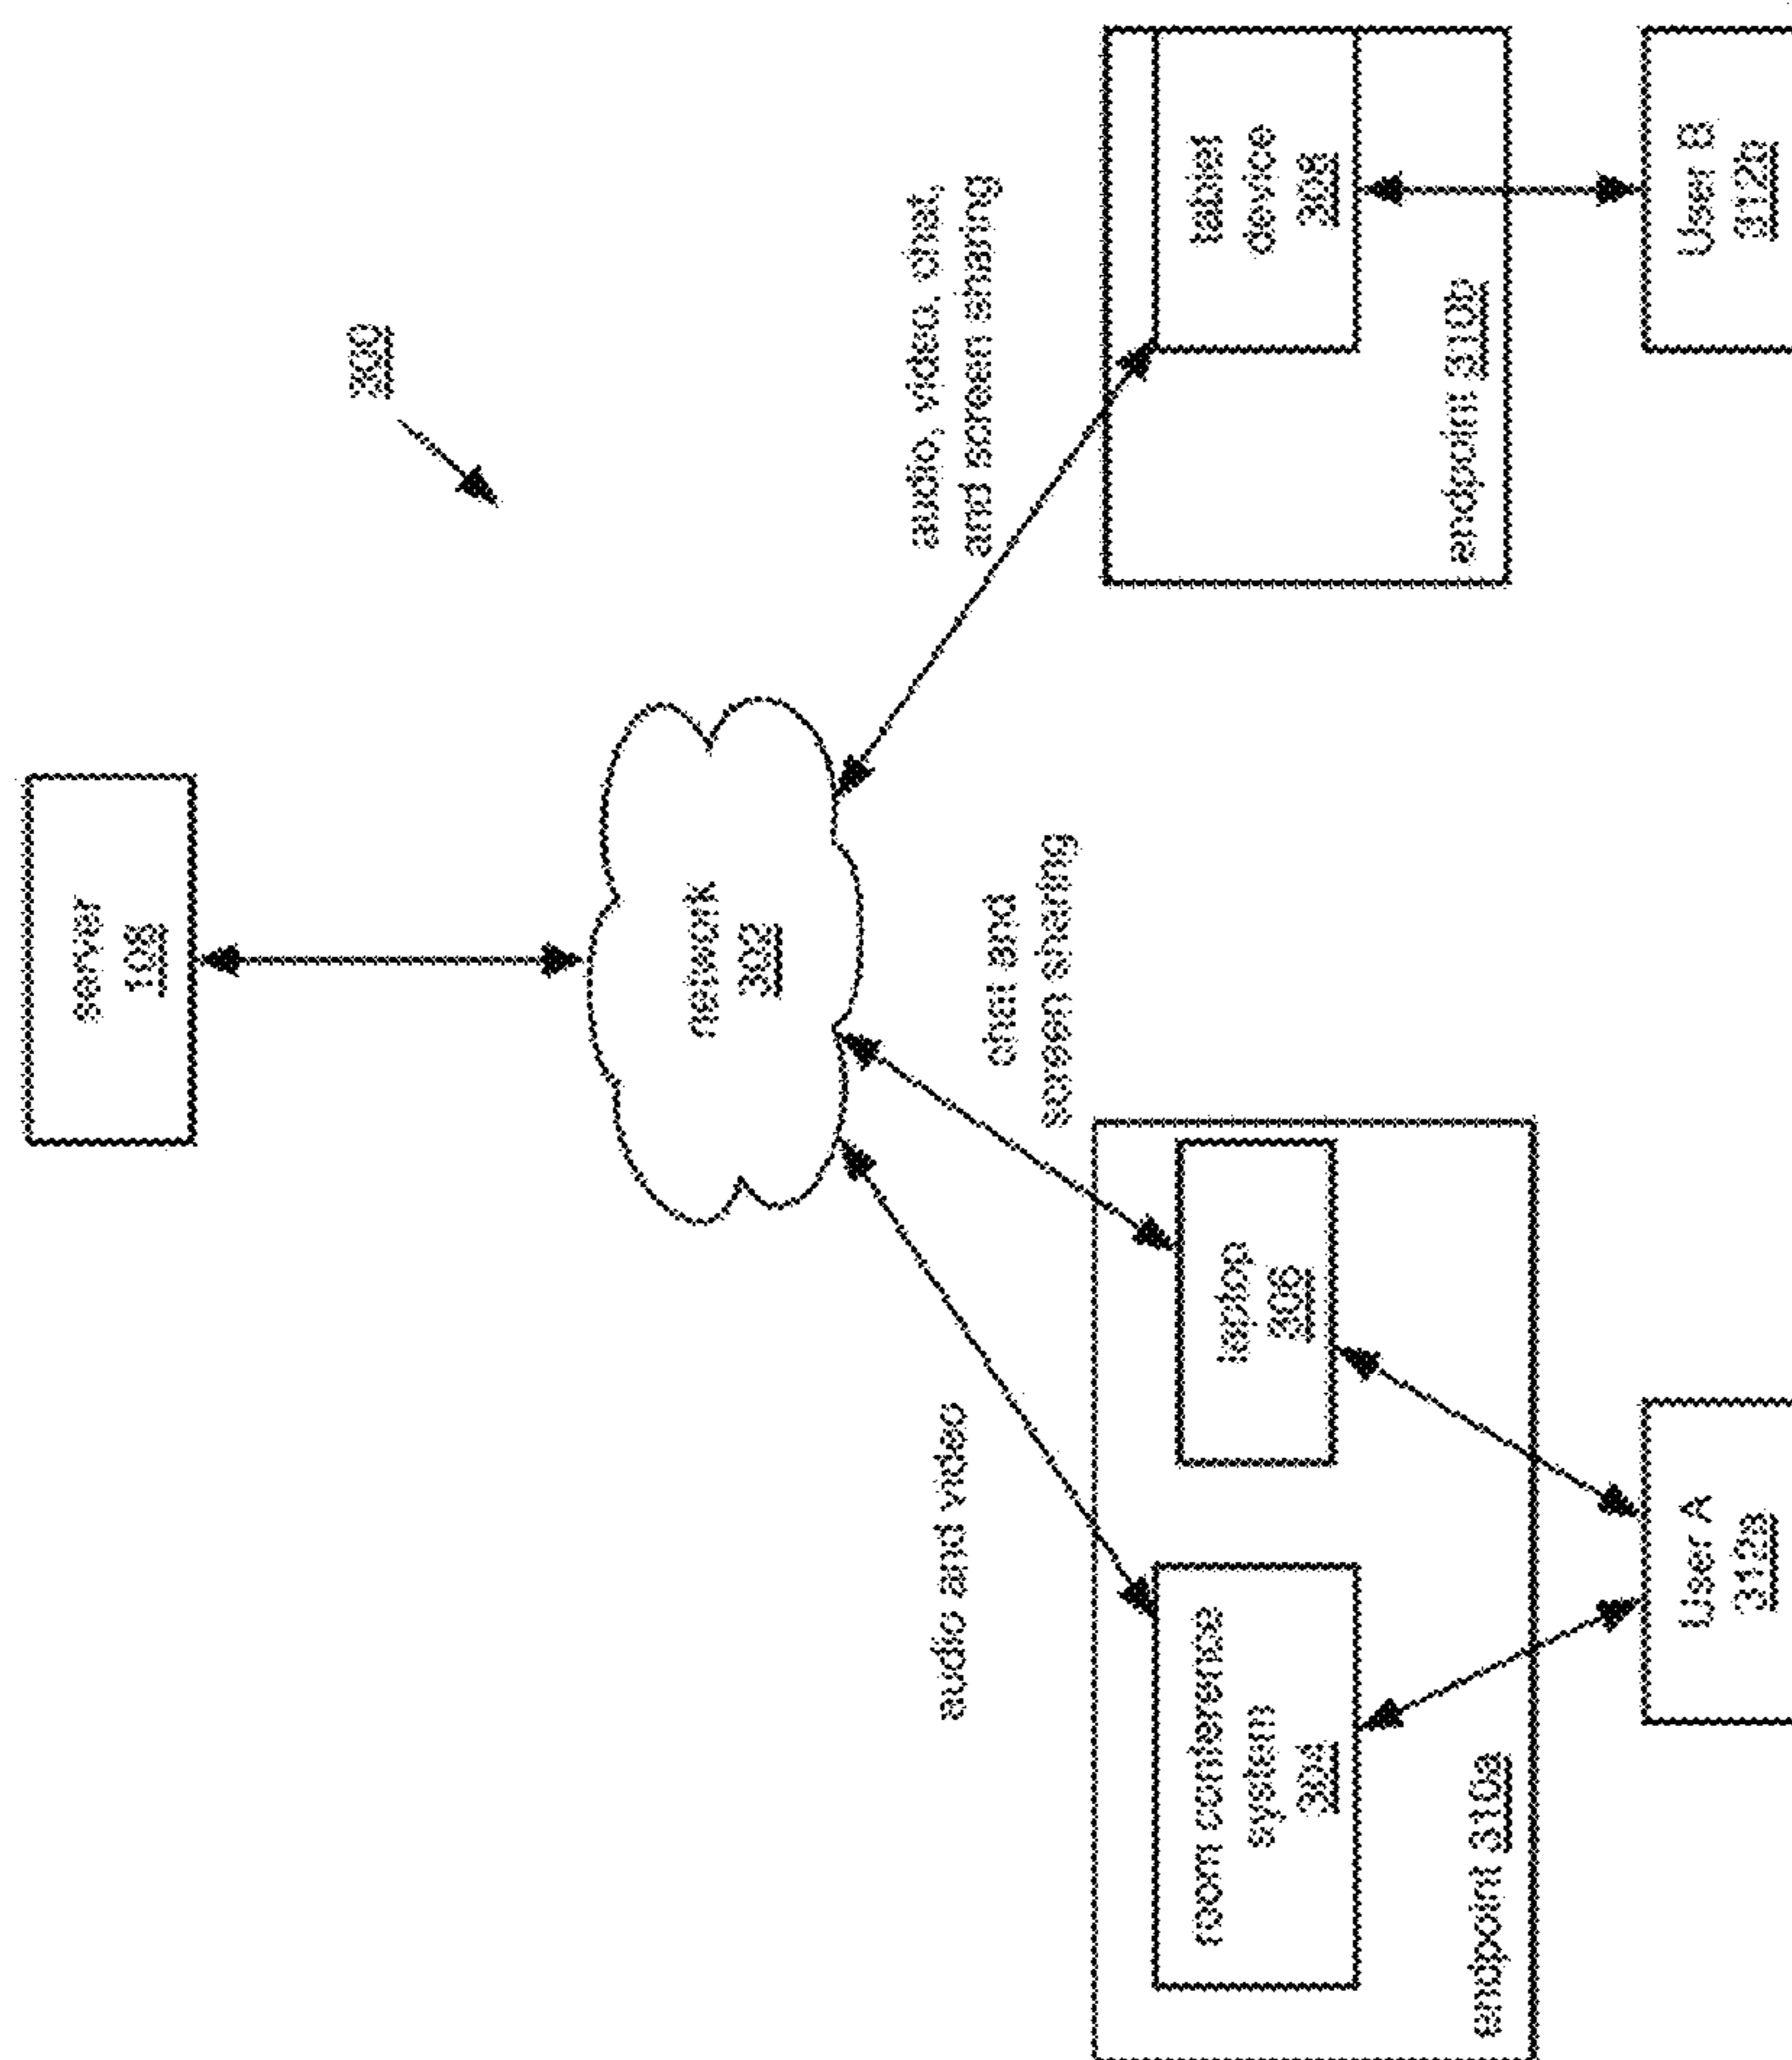 300
server
108
network
302
audio and video
chat and
screen sharing
audio, video, chat,
and screen sharing
room conference
system
304
laptop
306
endpoint 310a
tablet
device
308
endpoint 310b
User A
312a
User B
312b